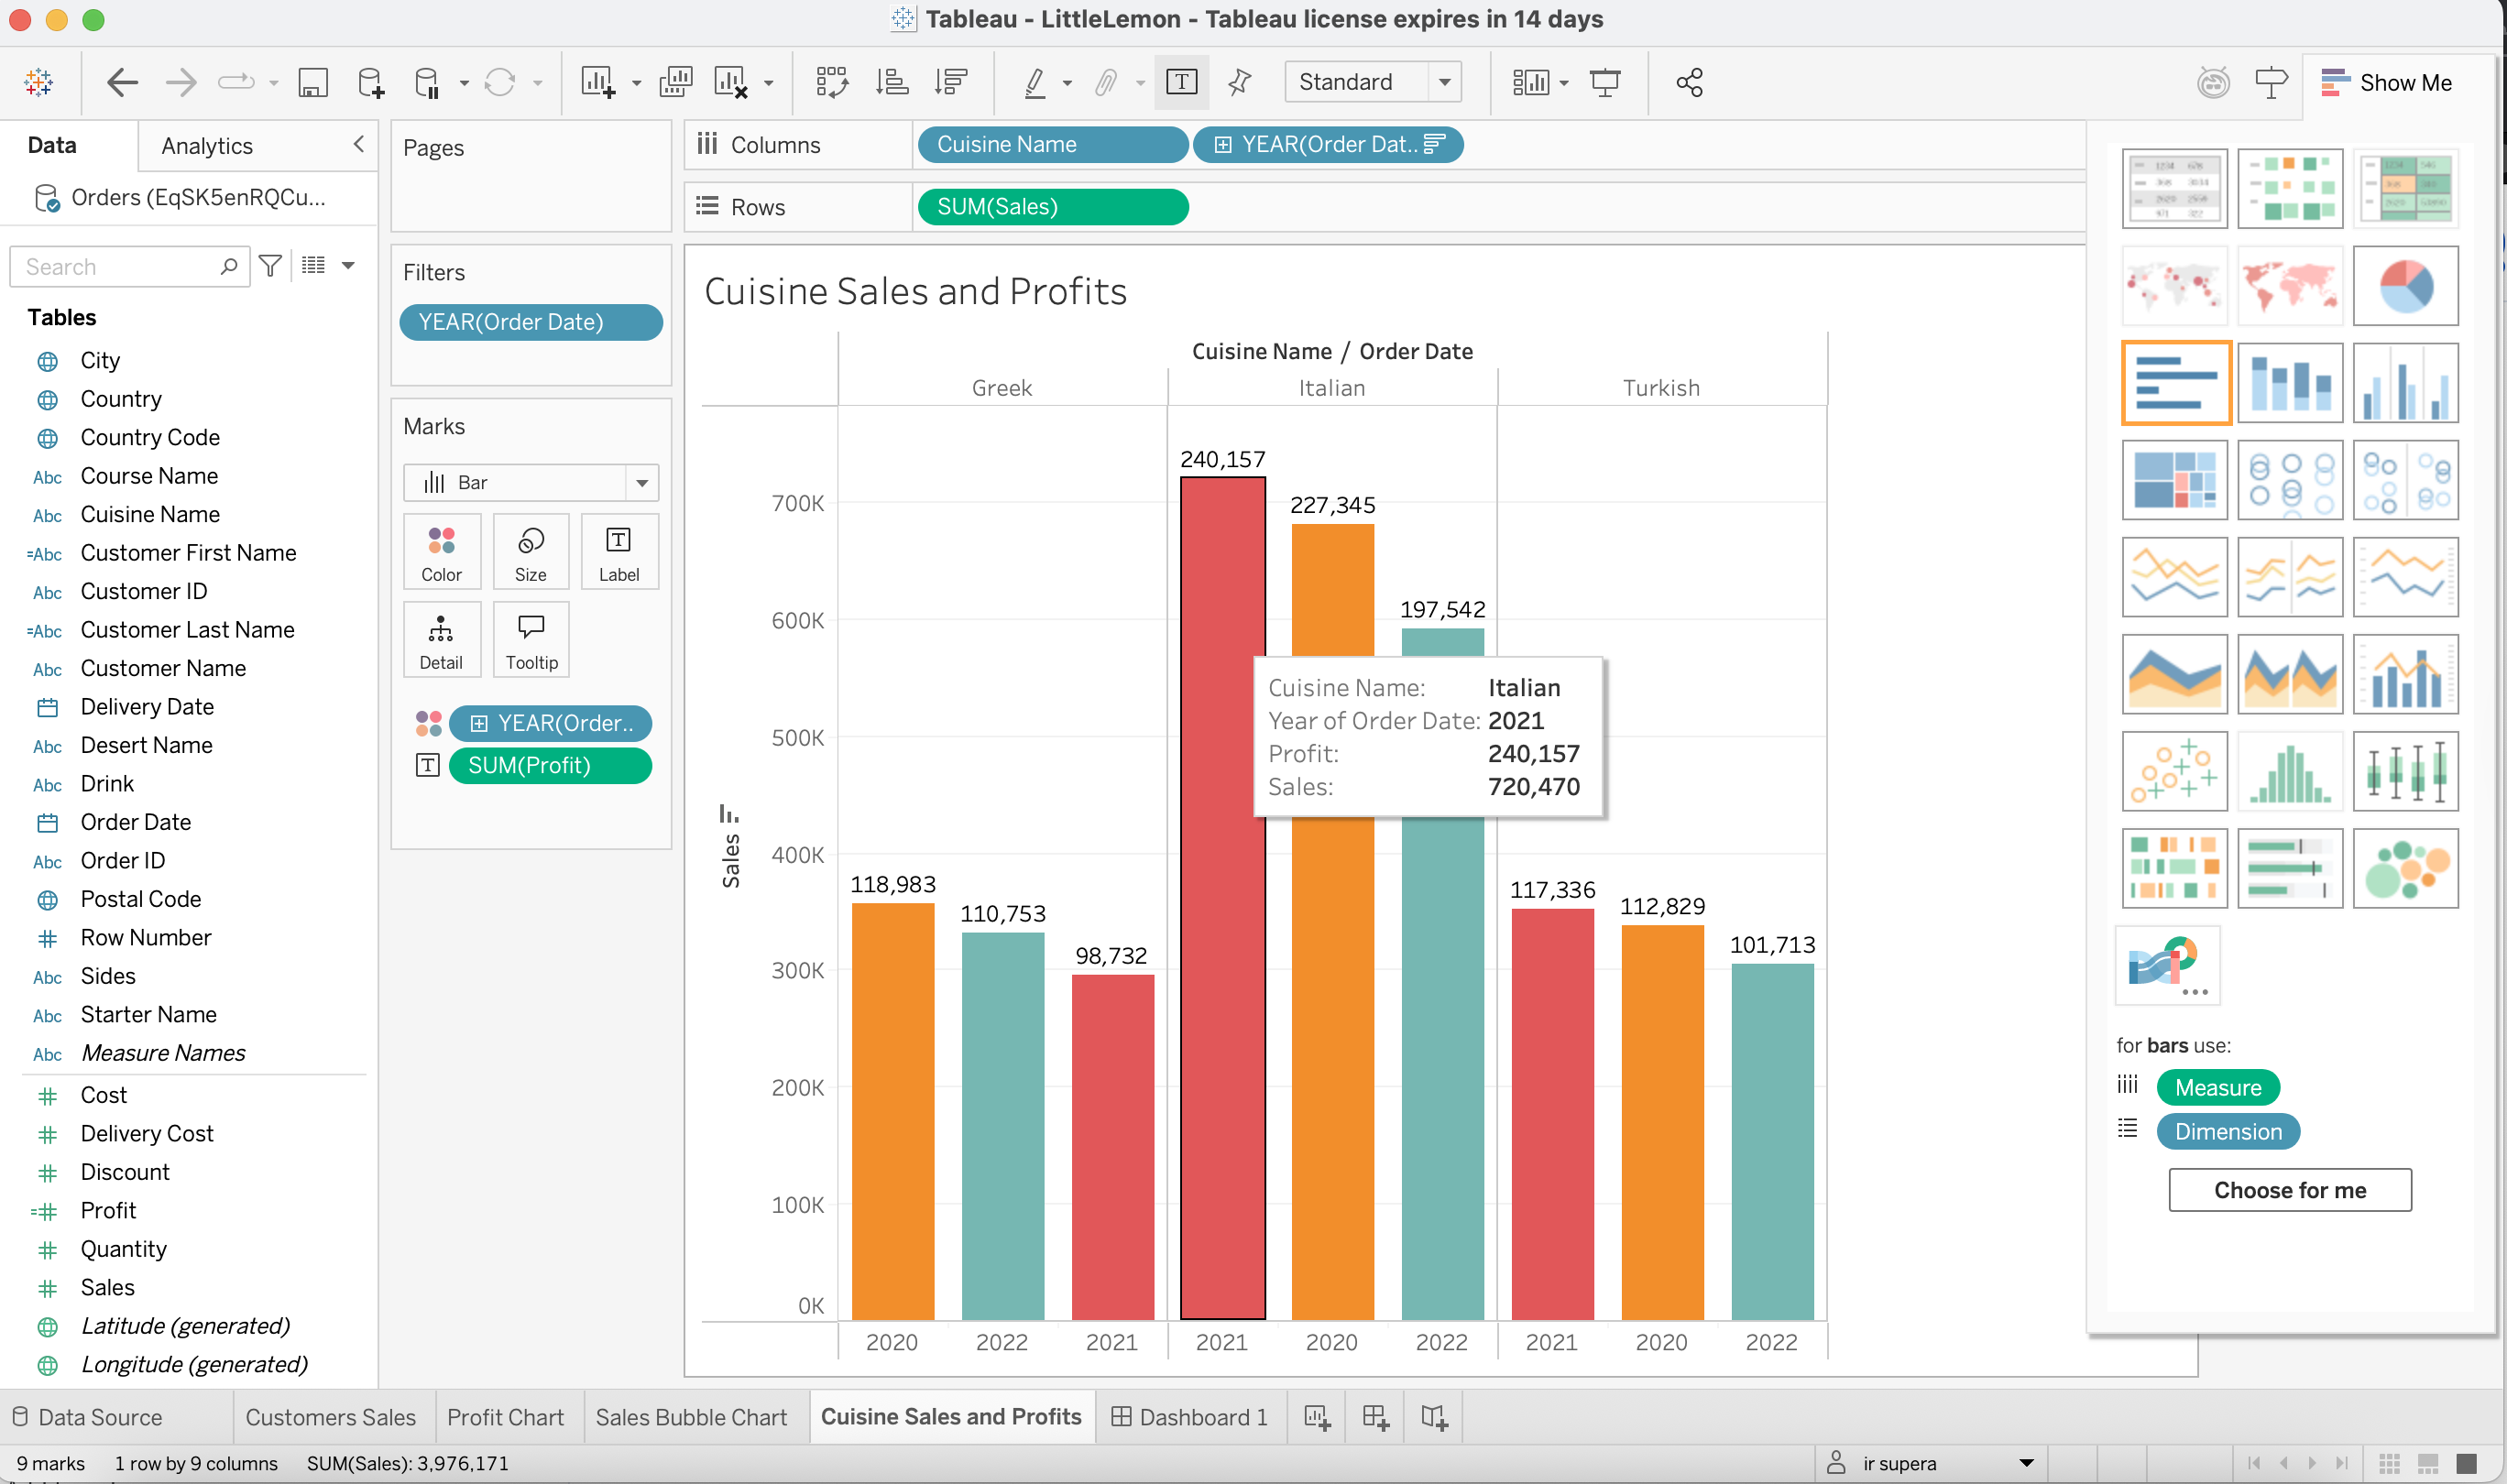 Tableau - LittleLemon - Tableau license expires in 14 days
Standard
Show Me
Data
Analytics
Orders (EqSK5enRQCu...
Search
Tables
City
Country
Country Code
Abc Course Name
Abc Cuisine Name
=Abc Customer First Name
Abc Customer ID
=Abc Customer Last Name
Abc Customer Name
Delivery Date
Abc Desert Name
Abc Drink
Order Date
Abc Order ID
Postal Code
# Row Number
Abc Sides
Abc Starter Name
Abc Measure Names
# Cost
# Delivery Cost
# Discount
=# Profit
# Quantity
# Sales
Latitude (generated)
Longitude (generated)
Pages
Filters
YEAR(Order Date)
Marks
Bar
Color
Size
Label
Detail
Tooltip
YEAR(Order..
SUM(Profit)
Columns
Cuisine Name
YEAR(Order Dat..
Rows
SUM(Sales)
Cuisine Sales and Profits
Cuisine Name / Order Date
Greek
Italian
Turkish
Sales
700K
600K
500K
400K
300K
200K
100K
0K
118,983
110,753
98,732
240,157
227,345
197,542
117,336
112,829
101,713
Cuisine Name: Italian
Year of Order Date: 2021
Profit: 240,157
Sales: 720,470
2020
2022
2021
2021
2020
2022
2021
2020
2022
for bars use:
Measure
Dimension
Choose for me
Data Source
Customers Sales
Profit Chart
Sales Bubble Chart
Cuisine Sales and Profits
Dashboard 1
9 marks
1 row by 9 columns
SUM(Sales): 3,976,171
ir supera